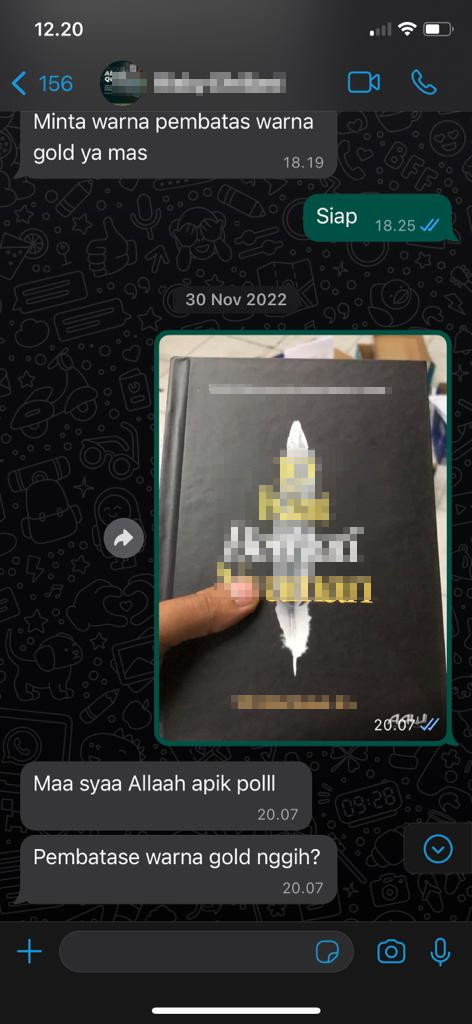 12.20
156
Minta warna pembatas warna
gold ya mas
18.19
Siap
18.25
30 Nov 2022
20.07
Maa syaa Allaah apik polll
20.07
Pembatase warna gold nggih?
20.07